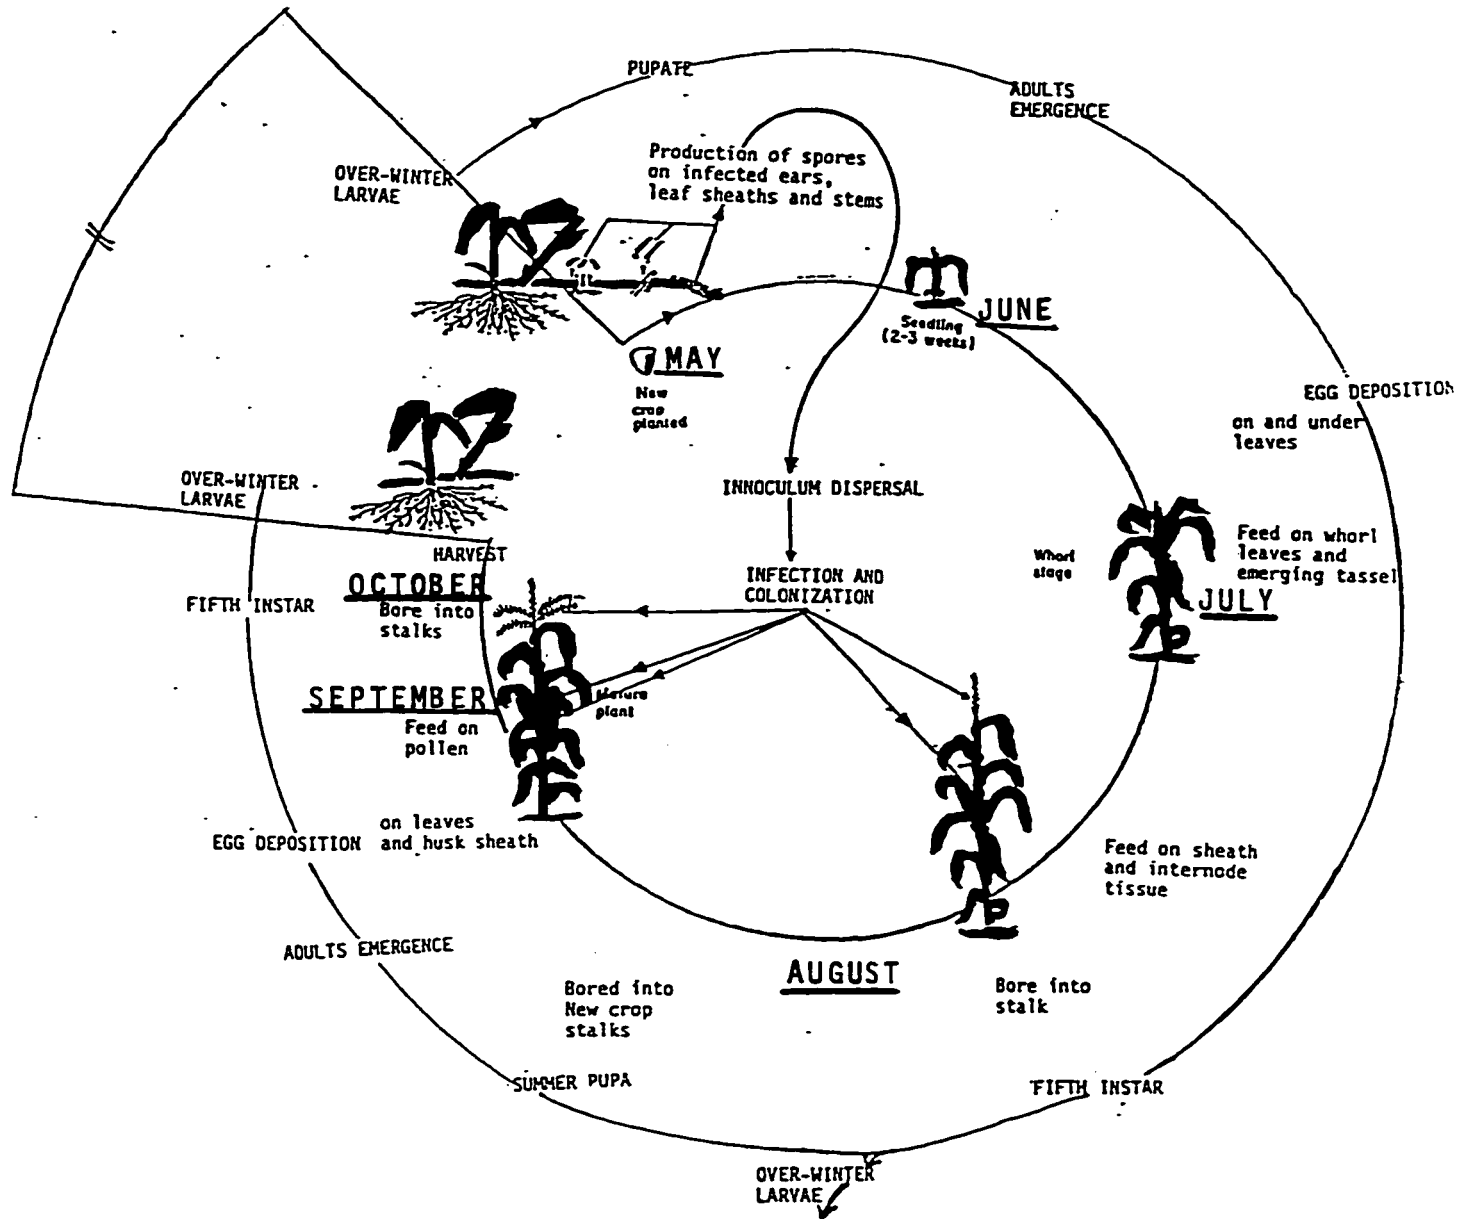 PUPATE
ADULTS
EMERGENCE
Production of spores
on infected ears,
leaf sheaths and stems
OVER-WINTER
LARVAE
JUNE
Seedling
(2-3 weeks)
MAY
New
crop
planted
EGG DEPOSITION
on and under
leaves
OVER-WINTER
LARVAE
INNOCULUM DISPERSAL
HARVEST
OCTOBER
Bore into
stalks
FIFTH INSTAR
INFECTION AND
COLONIZATION
Whorl
stage
Feed on whorl
leaves and
emerging tassel
JULY
SEPTEMBER
Feed on
pollen
Mature
plant
EGG DEPOSITION
on leaves
and husk sheath
Feed on sheath
and internode
tissue
ADULTS EMERGENCE
AUGUST
Bored into
New crop
stalks
Bore into
stalk
SUMMER PUPA
FIFTH INSTAR
OVER-WINTER
LARVAE